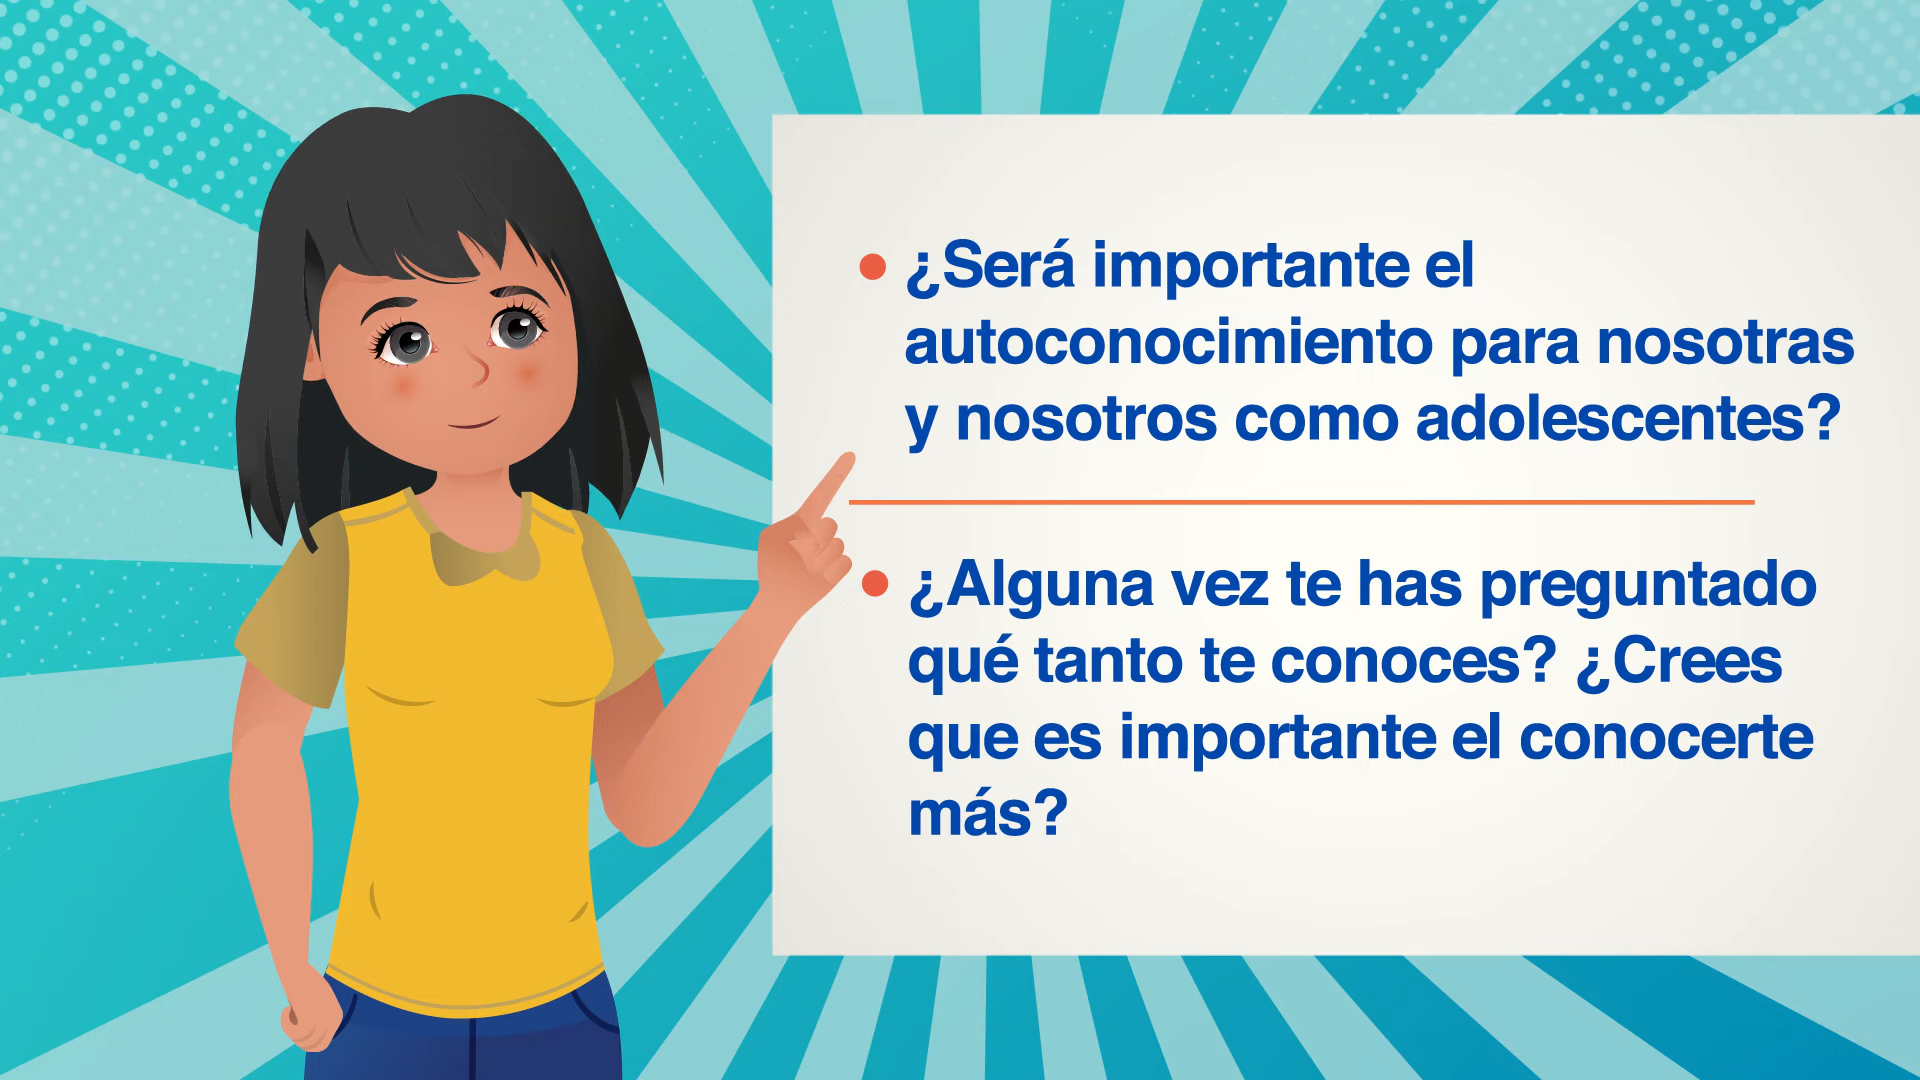 • ¿Será importante el
autoconocimiento para nosotras
y nosotros como adolescentes?
• ¿Alguna vez te has preguntado
qué tanto te conoces? ¿Crees
que es importante el conocerte
más?